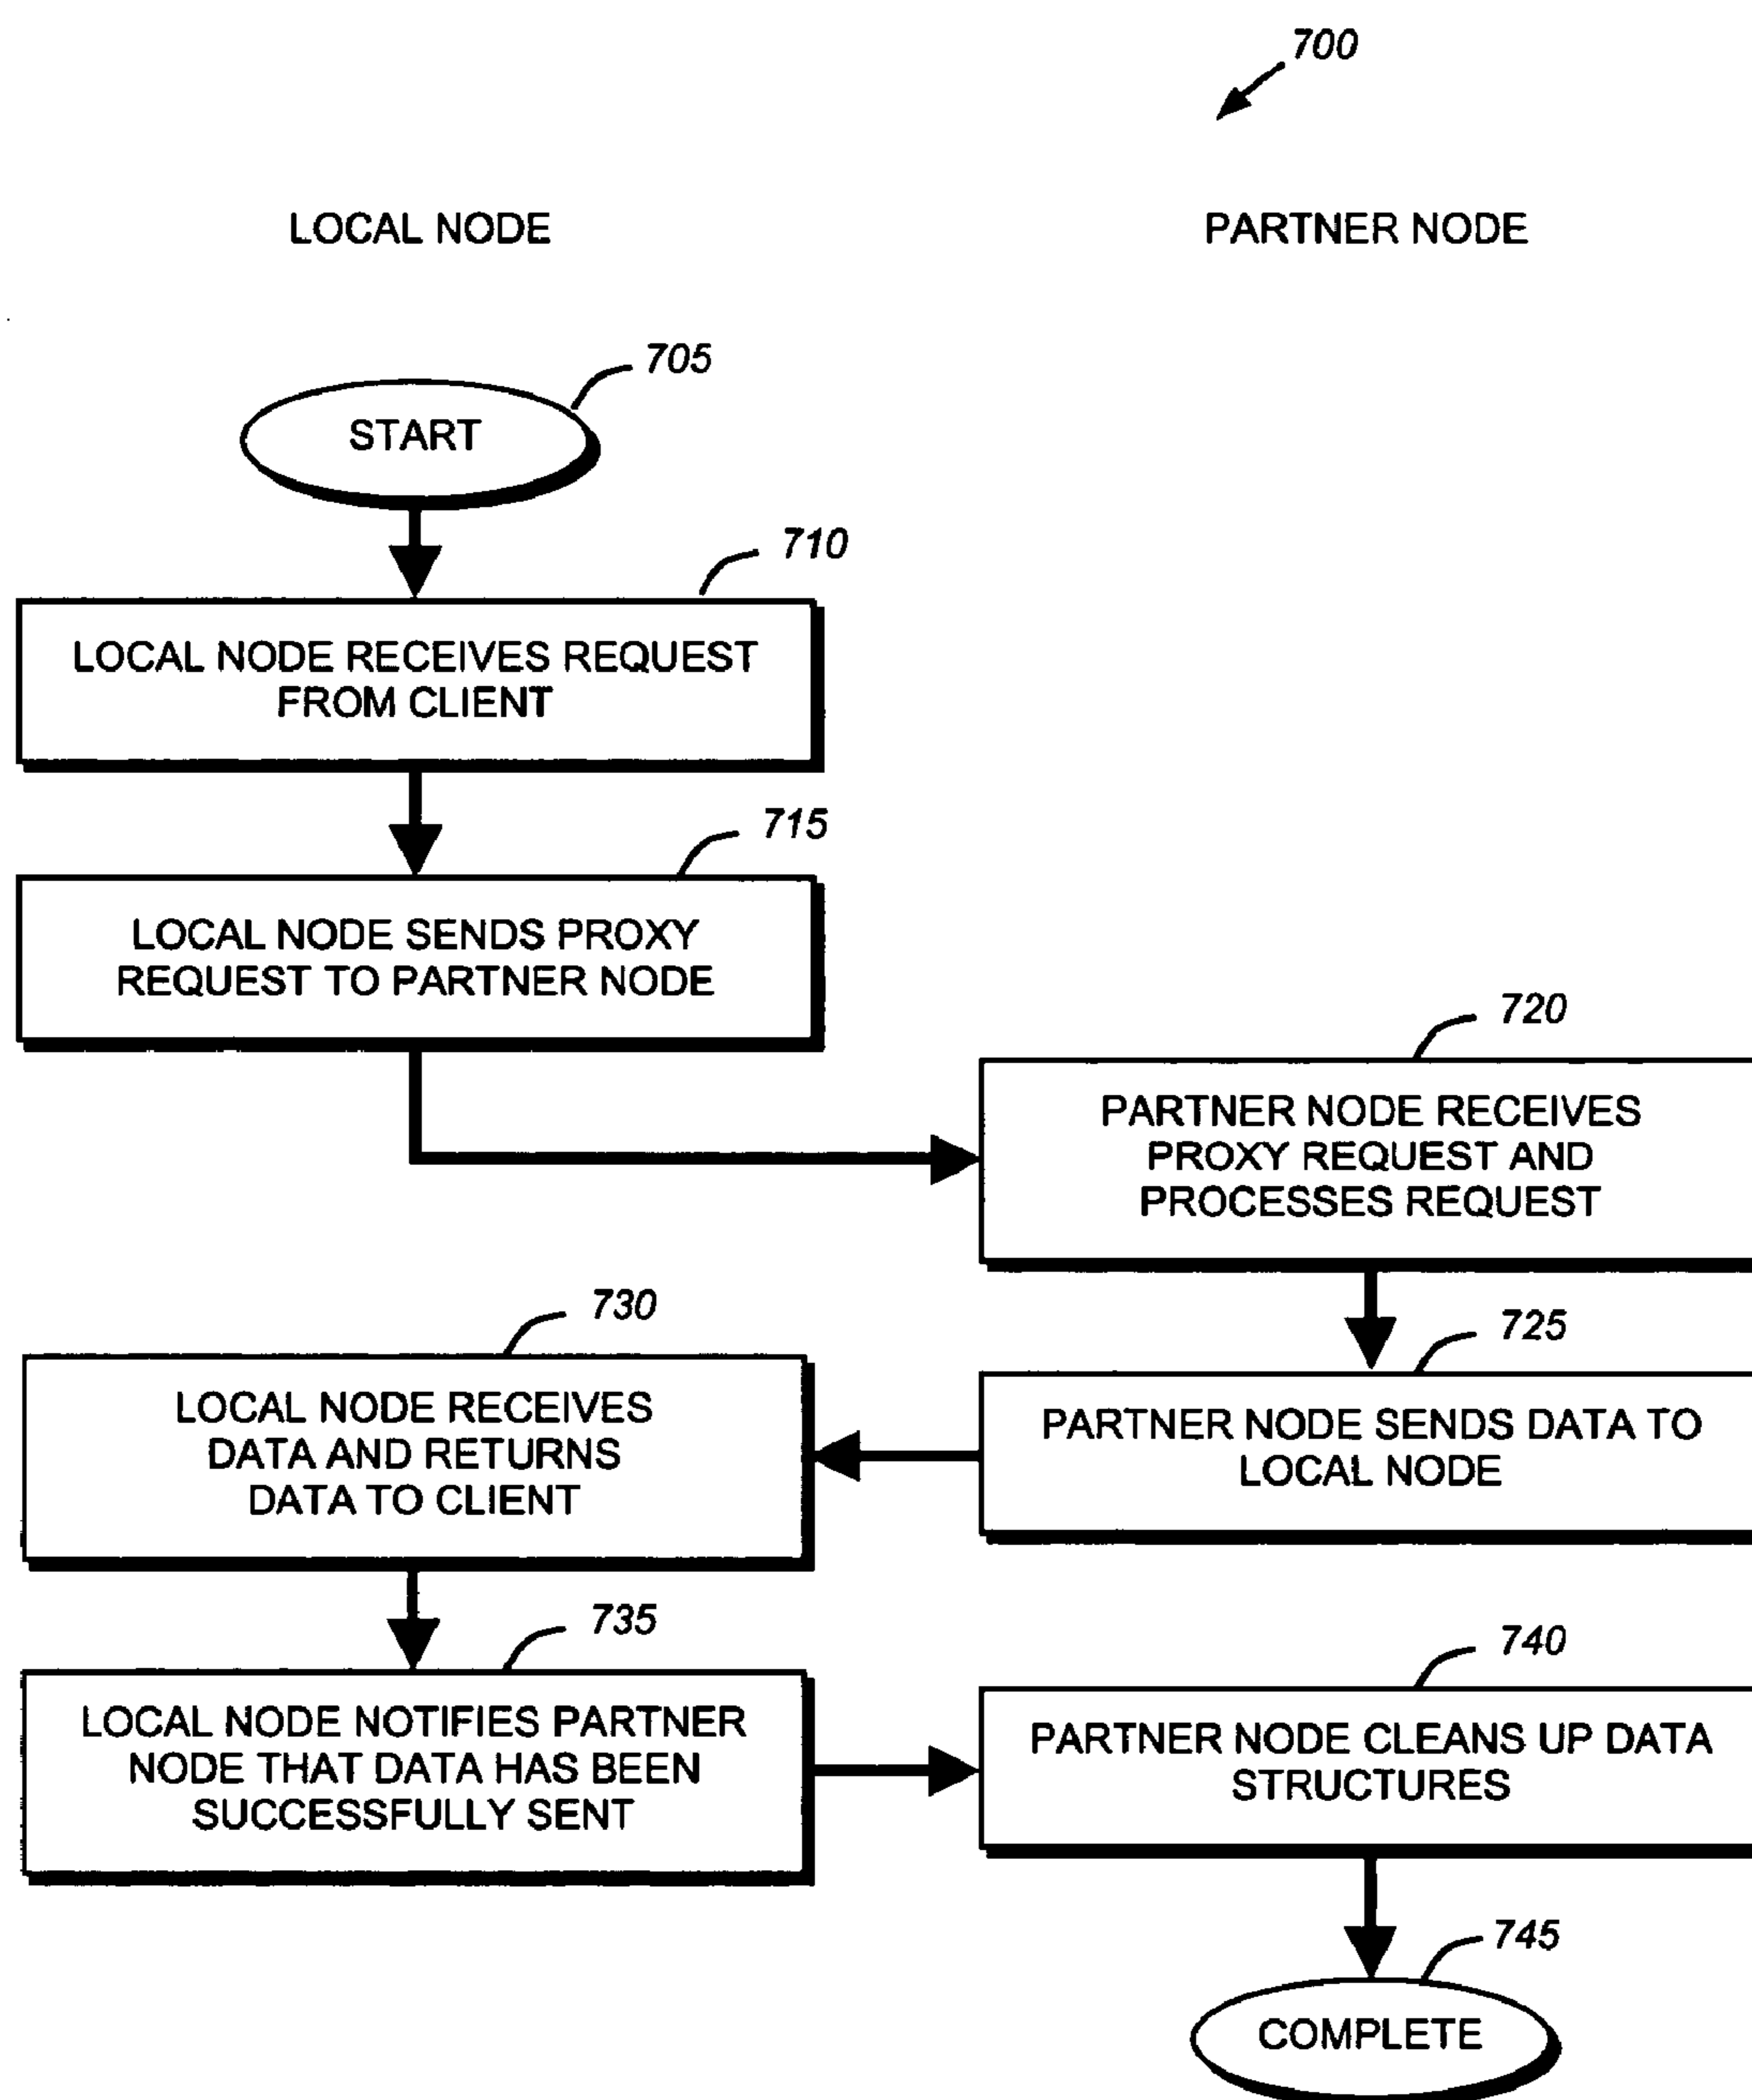 700
LOCAL NODE
PARTNER NODE
705
START
710
LOCAL NODE RECEIVES REQUEST
FROM CLIENT
715
LOCAL NODE SENDS PROXY
REQUEST TO PARTNER NODE
720
PARTNER NODE RECEIVES
PROXY REQUEST AND
PROCESSES REQUEST
725
PARTNER NODE SENDS DATA TO
LOCAL NODE
730
LOCAL NODE RECEIVES
DATA AND RETURNS
DATA TO CLIENT
735
LOCAL NODE NOTIFIES PARTNER
NODE THAT DATA HAS BEEN
SUCCESSFULLY SENT
740
PARTNER NODE CLEANS UP DATA
STRUCTURES
745
COMPLETE